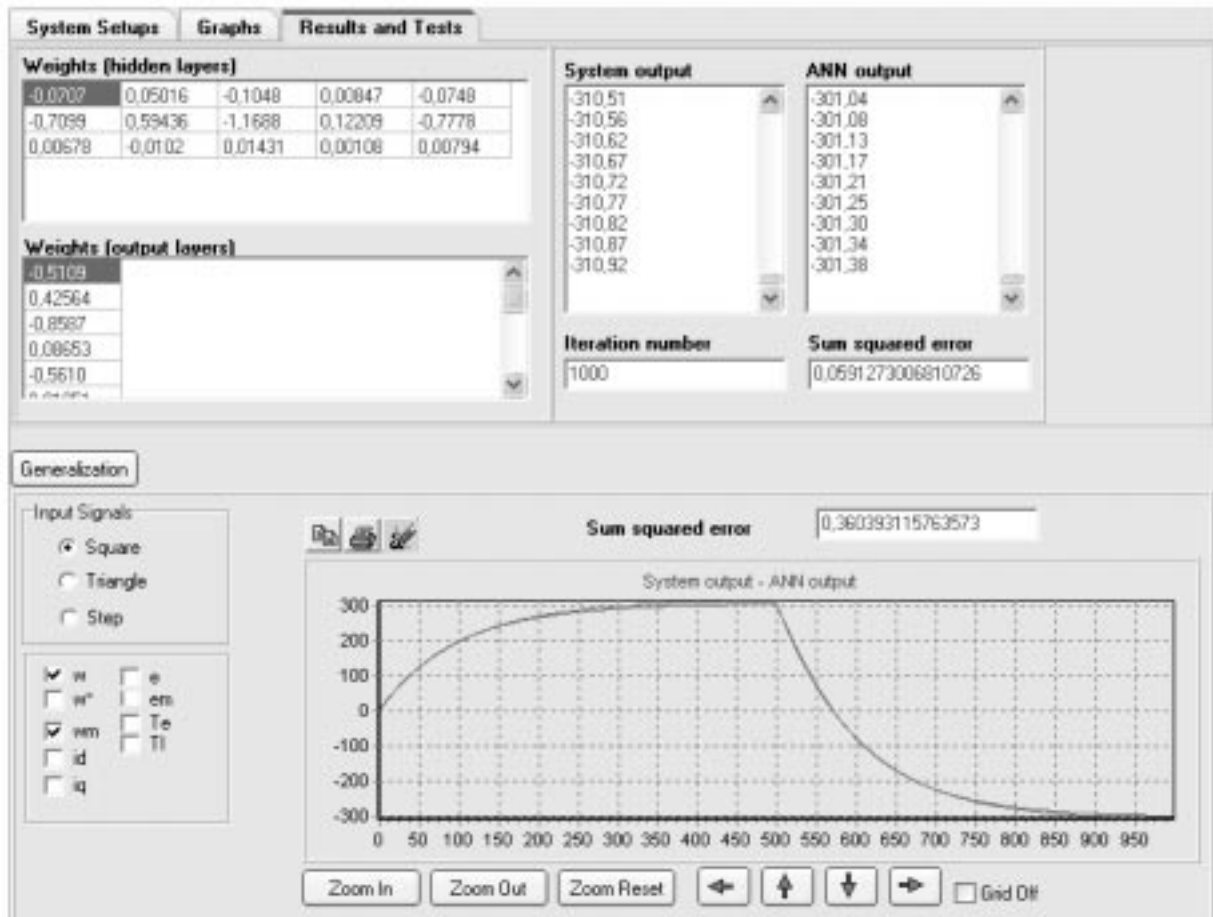 System Setups Graphs Results and Tests
Weights (hidden layers)
-0,0707 0,05016 -0,1048 0,00847 -0,0748
-0,7099 0,59436 -1,1688 0,12209 -0,7778
0,00678 -0,0102 0,01431 0,00108 0,00794
Weights (output layers)
-0,5109
0,42564
-0,8587
0,08653
-0,5610
System output
-310,51
-310,56
-310,62
-310,67
-310,72
-310,77
-310,82
-310,87
-310,92
ANN output
-301,04
-301,08
-301,13
-301,17
-301,21
-301,25
-301,30
-301,34
-301,38
Iteration number
1000
Sum squared error
0,0591273006810726
Generalization
Input Signals
Square
Triangle
Step
w e
w* em
wm Te
id Tl
iq
Sum squared error 0,360393115763573
System output - ANN output
300
200
100
0
-100
-200
-300
0 50 100 150 200 250 300 350 400 450 500 550 600 650 700 750 800 850 900 950
Zoom In Zoom Out Zoom Reset Grid Off